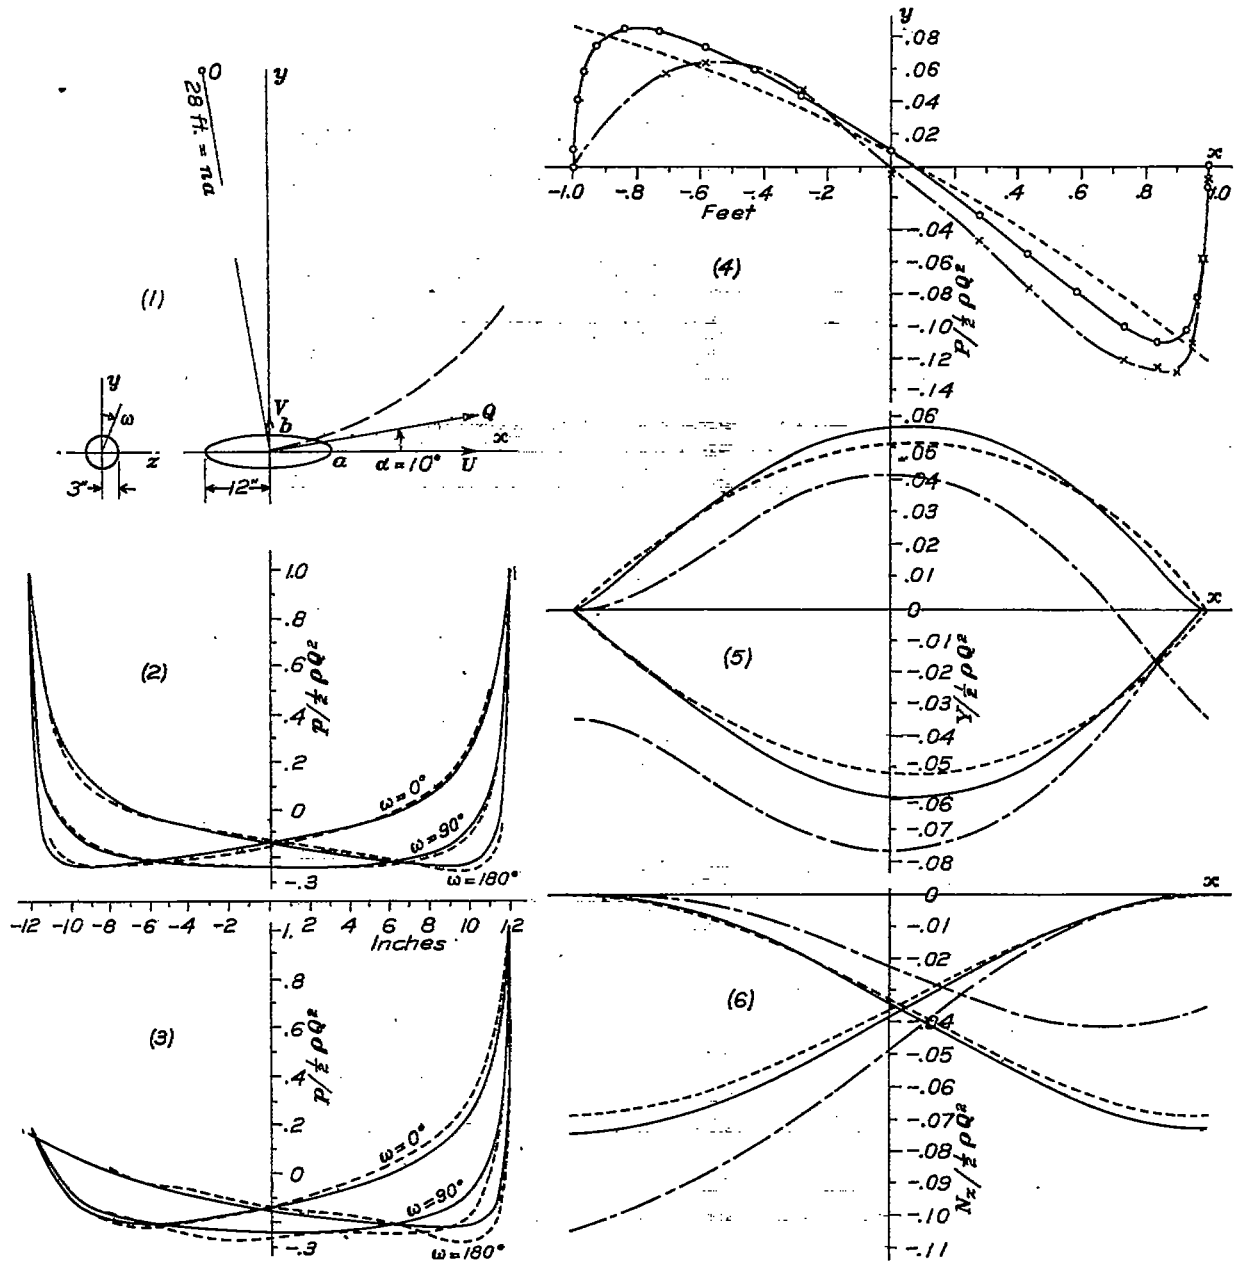 O
28 ft. = na
y
(1)
y
ω
z
3"
12"
V
b
Q
x
a
α = 10°
U
1.0
.8
.6
.4
.2
0
-.3
P/½ρQ²
(2)
ω = 0°
ω = 90°
ω = 180°
-12 -10 -8 -6 -4 -2 2 4 6 8 10 12
Inches
1.
.8
.6
.4
.2
0
-.3
P/½ρQ²
(3)
ω = 0°
ω = 90°
ω = 180°
y
.08
.06
.04
.02
x
-1.0 -.8 -.6 -.4 -.2 .2 .4 .6 .8 1.0
Feet
-.04
-.06
-.08
-.10
-.12
-.14
P/½ρQ²
(4)
.06
.05
.04
.03
.02
.01
0
x
-.01
-.02
-.03
-.04
-.05
-.06
-.07
-.08
Y/½ρQ²
(5)
0
x
-.01
-.02
-.04
-.05
-.06
-.07
-.08
-.09
-.10
-.11
N_z/½ρQ²
(6)